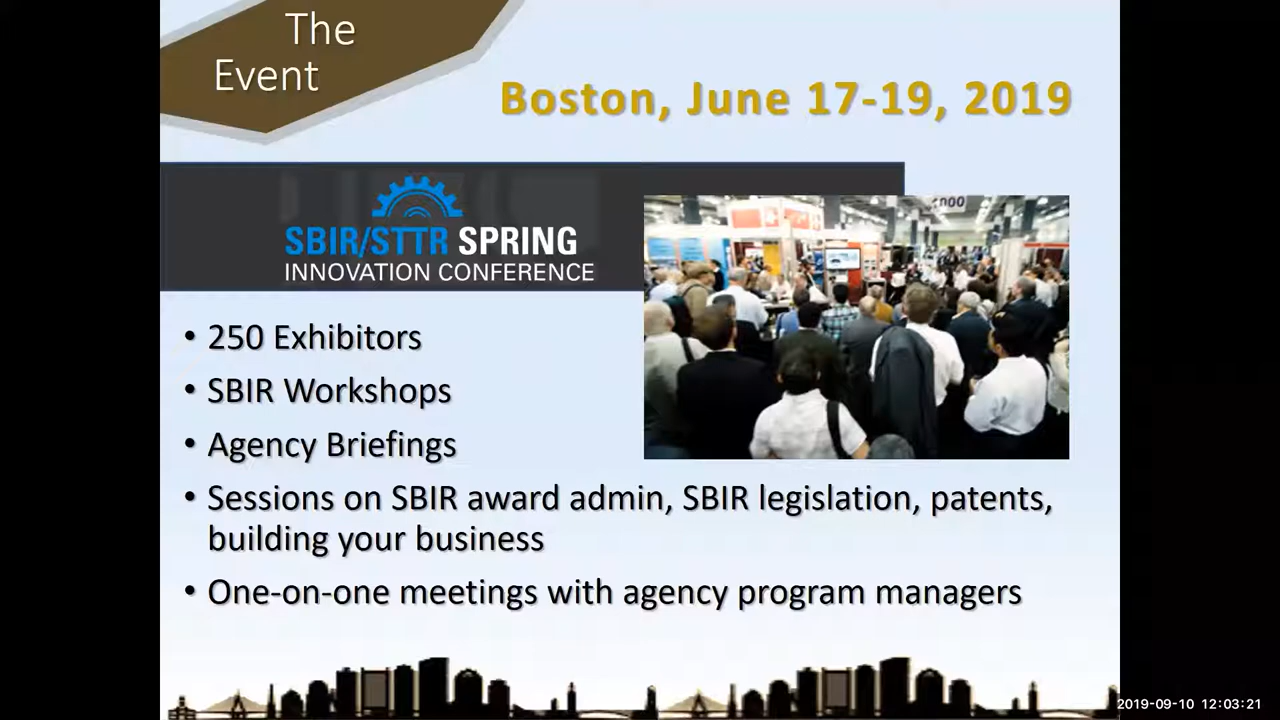 The
Event
Boston, June 17-19, 2019
SBIR/STTR SPRING
INNOVATION CONFERENCE
1000
• 250 Exhibitors
• SBIR Workshops
• Agency Briefings
• Sessions on SBIR award admin, SBIR legislation, patents,
building your business
• One-on-one meetings with agency program managers
2019-09-10 12:03:21